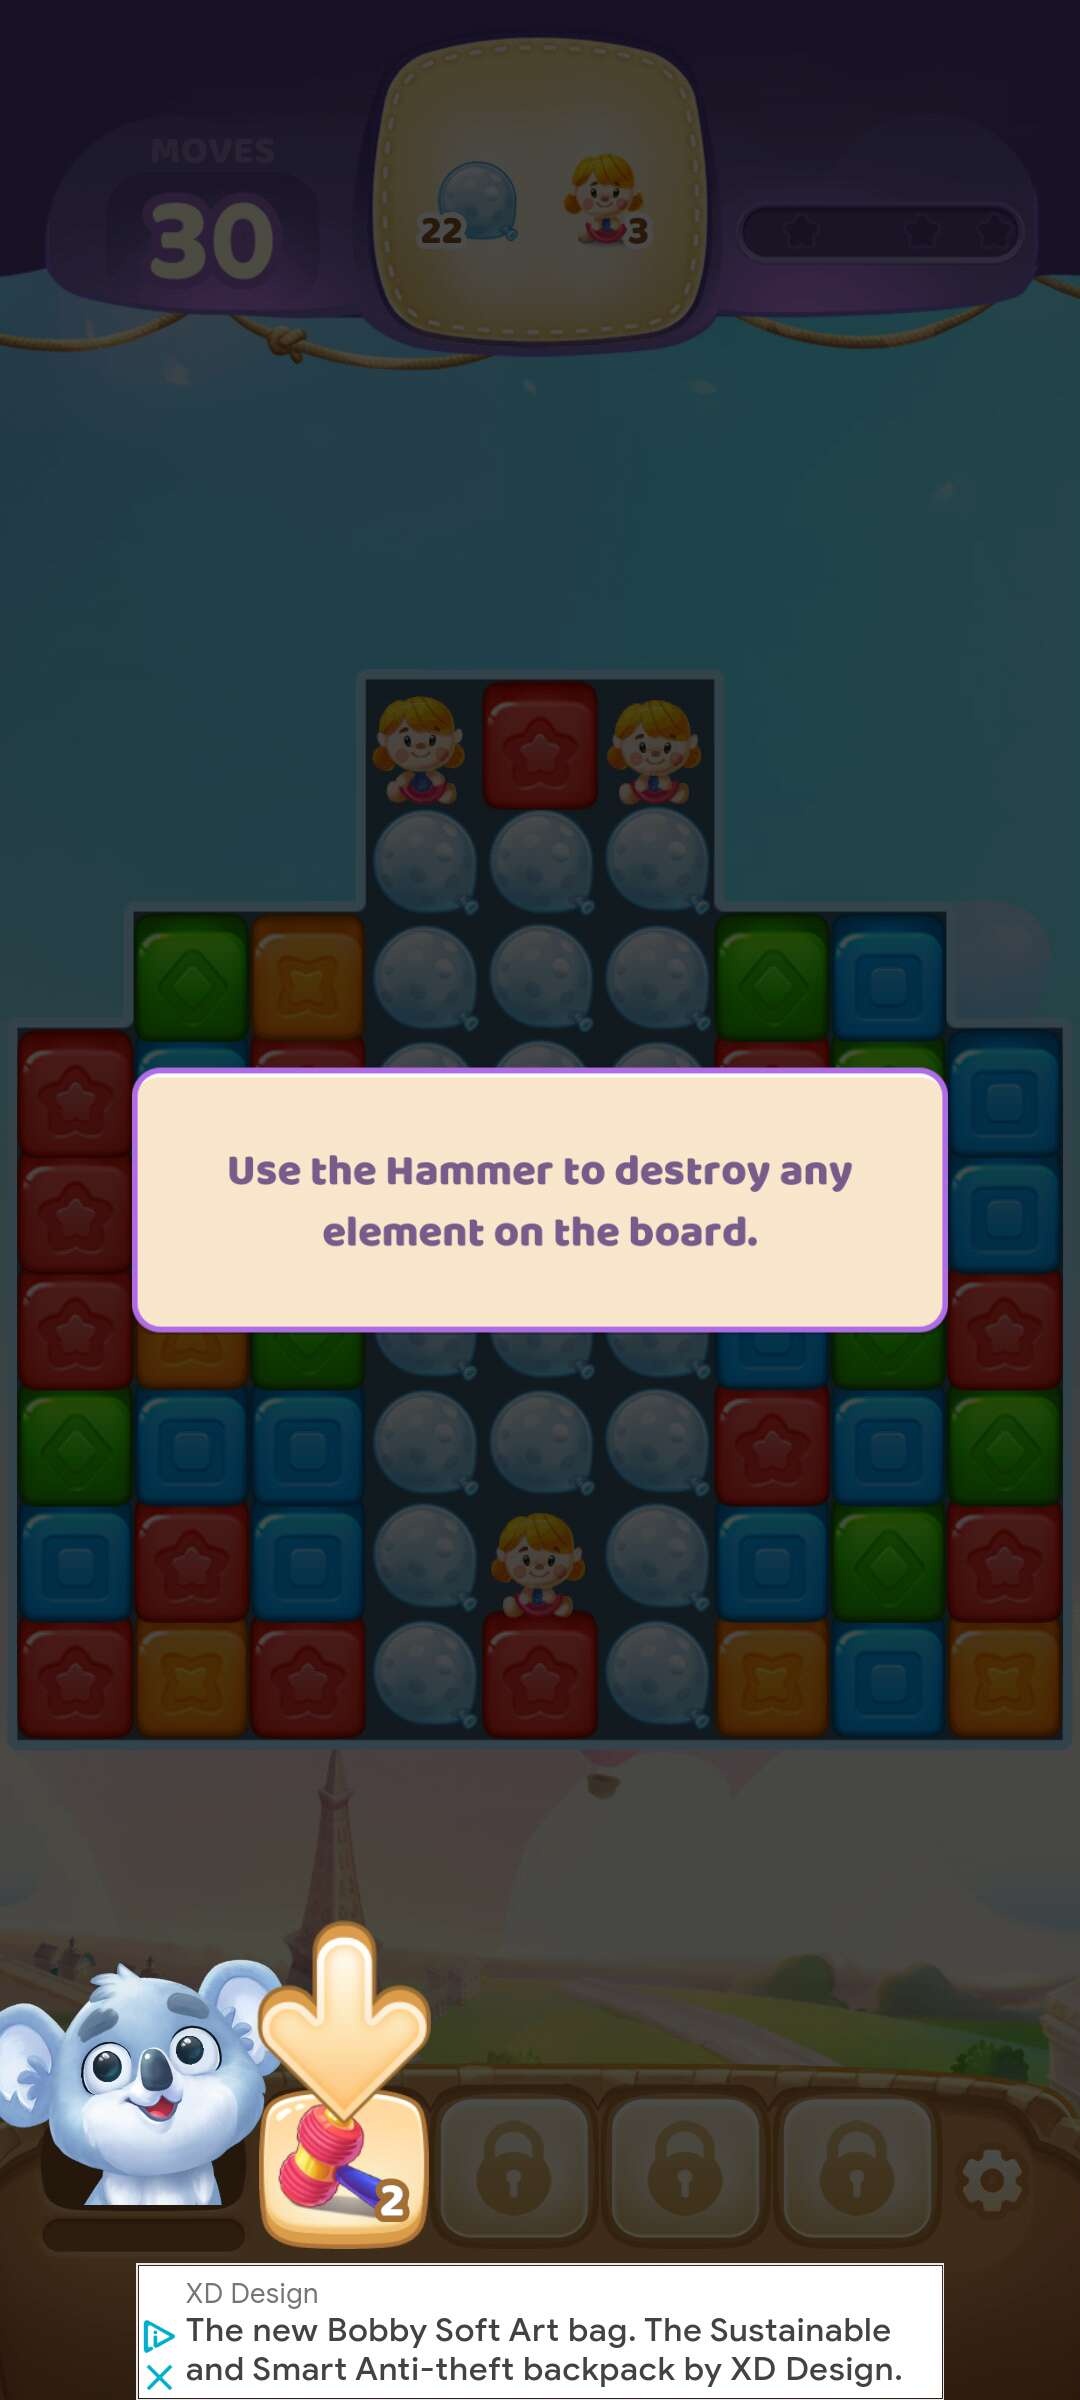 MOVES
30
22
3
Use the Hammer to destroy any
element on the board.
2
XD Design
The new Bobby Soft Art bag. The Sustainable
and Smart Anti-theft backpack by XD Design.